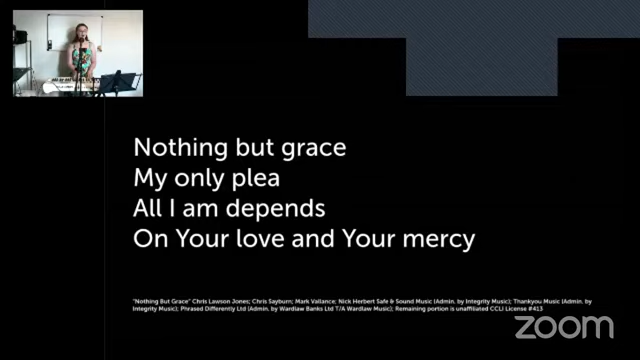 Nothing but grace
My only plea
All I am depends
On Your love and Your mercy
"Nothing But Grace" Chris Lawson Jones; Chris Sayburn; Mark Vallance; Nick Herbert Safe & Sound Music (Admin. by Integrity Music); Thankyou Music (Admin. by
Integrity Music); Phrased Differently Ltd (Admin. by Wardlaw Banks Ltd T/A Wardlaw Music); Remaining portion is unaffiliated CCLI License #413
zoom